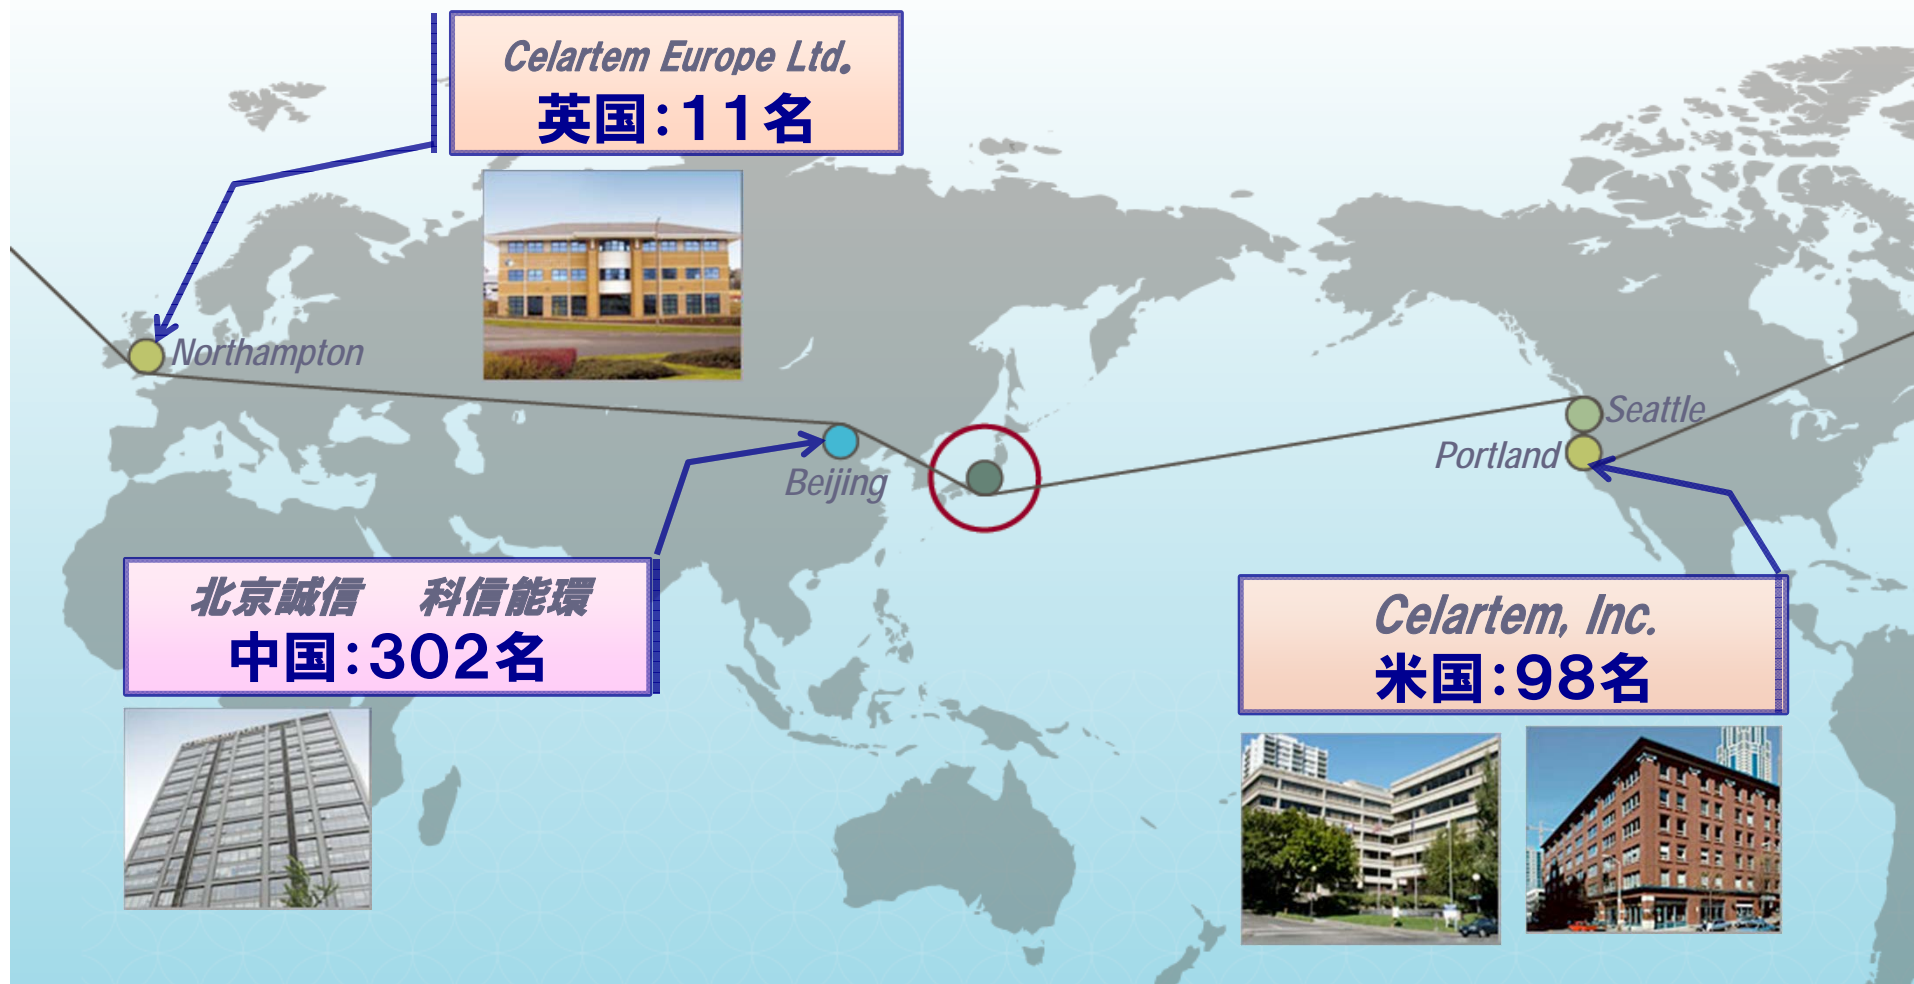 Celartem Europe Ltd.
英国：１１名
Northampton
Seattle
Portland
Beijing
北京誠信　科信能環
中国：３０２名
Celartem, Inc.
米国：９８名